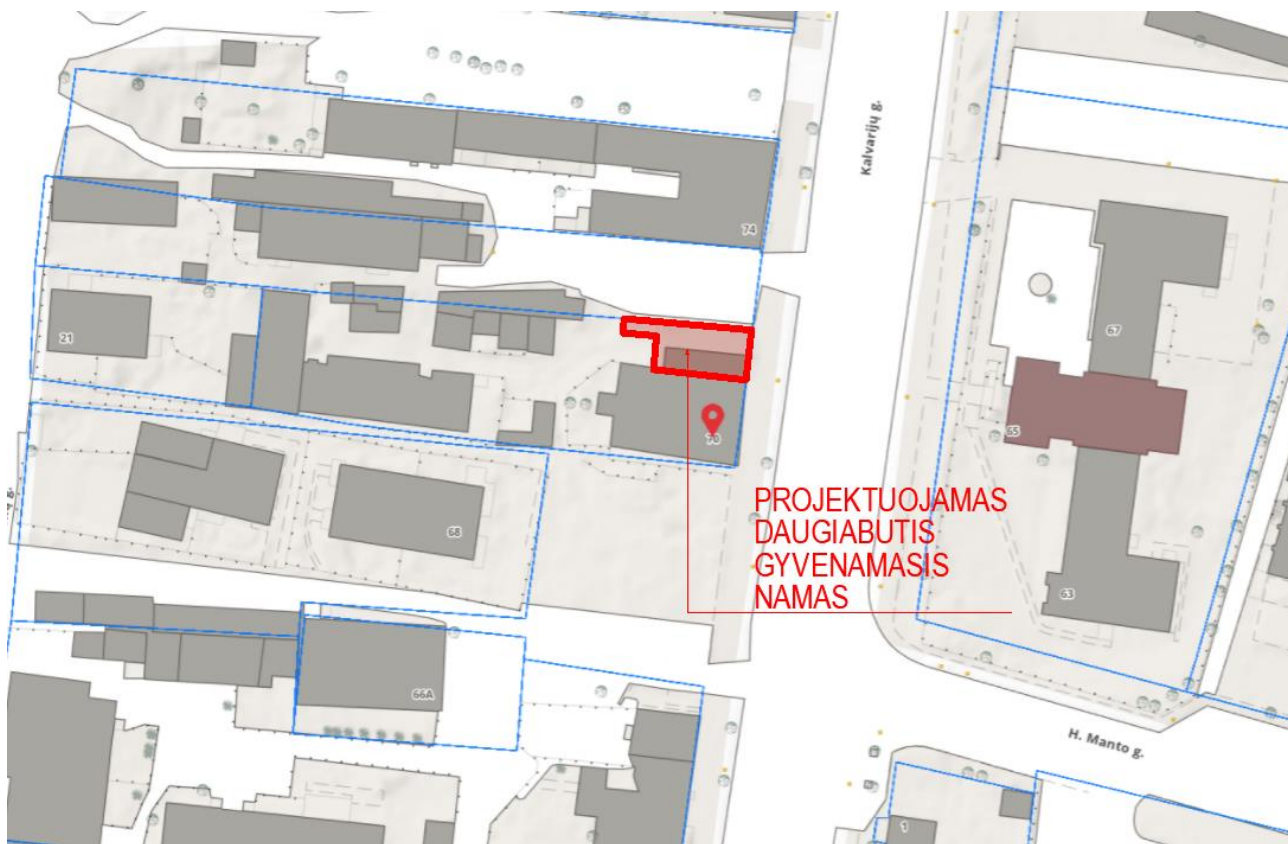 Kalvarijų g.
74
21
67
65
70
PROJEKTUOJAMAS
DAUGIABUTIS
GYVENAMASIS
NAMAS
68
63
66A
H. Manto g.
1
g.